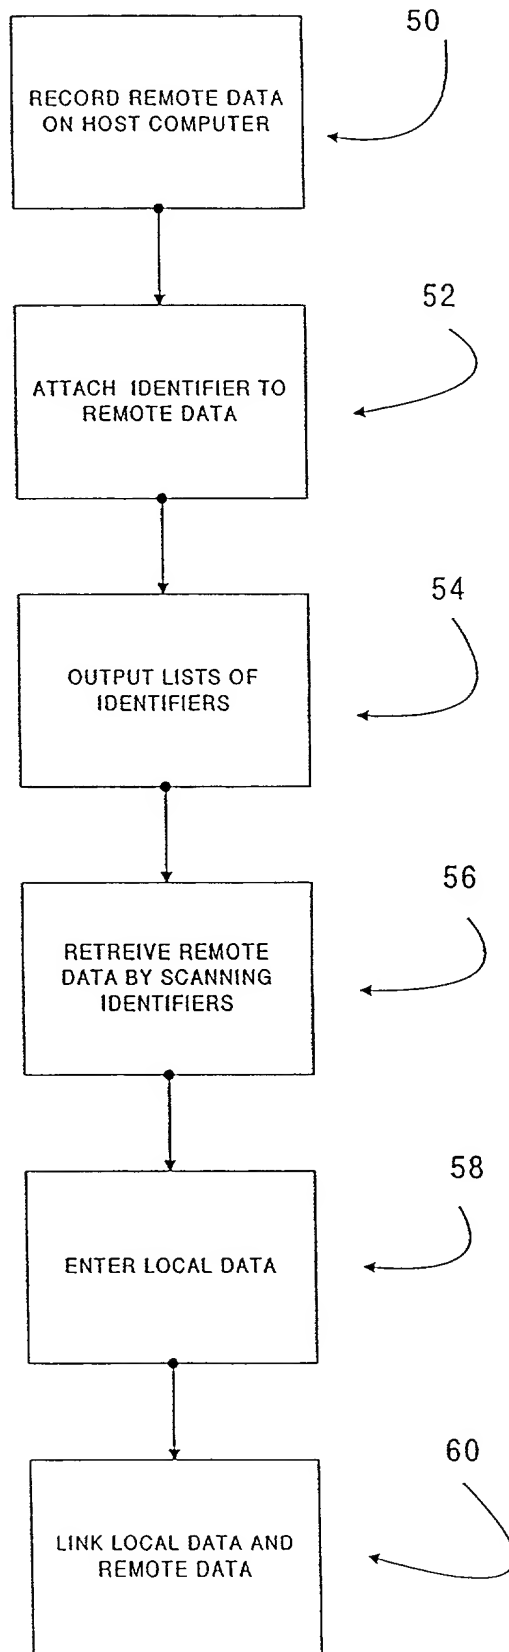 50
RECORD REMOTE DATA
ON HOST COMPUTER
52
ATTACH IDENTIFIER TO
REMOTE DATA
54
OUTPUT LISTS OF
IDENTIFIERS
56
RETREIVE REMOTE
DATA BY SCANNING
IDENTIFIERS
58
ENTER LOCAL DATA
60
LINK LOCAL DATA AND
REMOTE DATA